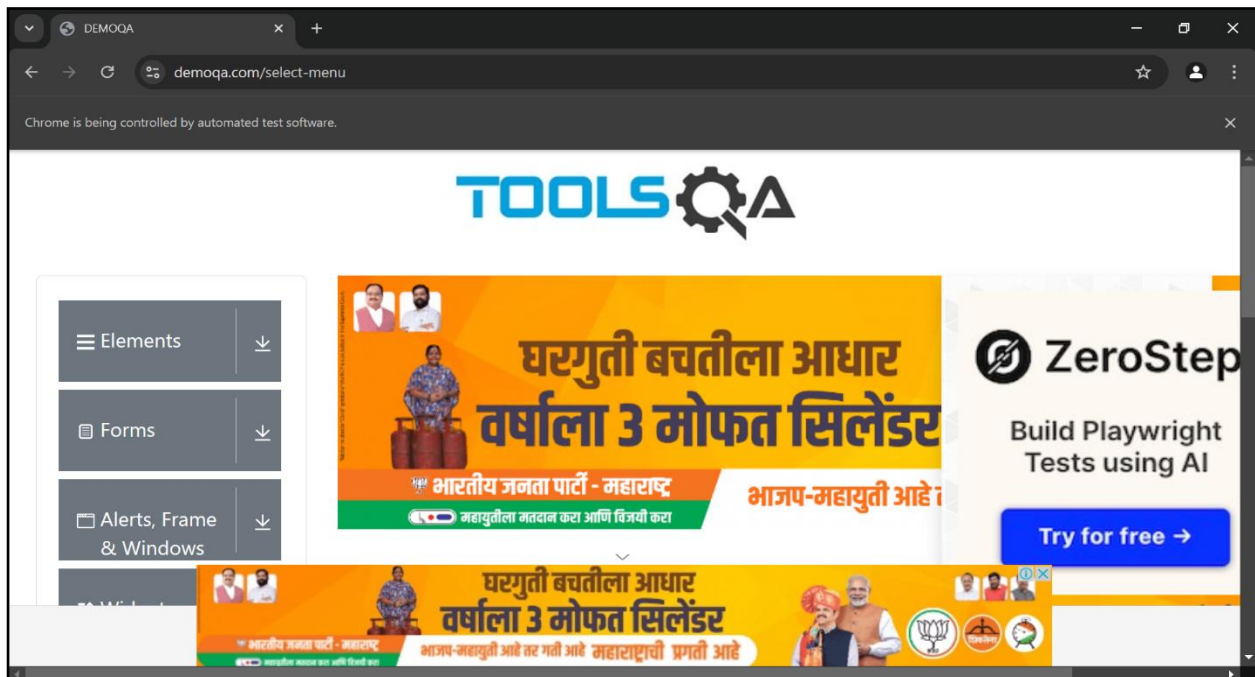 DEMOQA
demoqa.com/select-menu
Chrome is being controlled by automated test software.
TOOLSQA
Elements
Forms
Alerts, Frame
& Windows
घरगुती बचतीला आधार
वर्षाला 3 मोफत सिलेंडर
भारतीय जनता पार्टी - महाराष्ट्र
महायुतीला मतदान करा आणि विजयी करा
भाजप-महायुती आहे
ZeroStep
Build Playwright
Tests using AI
Try for free →
घरगुती बचतीला आधार
वर्षाला 3 मोफत सिलेंडर
भारतीय जनता पार्टी - महाराष्ट्र
भाजप-महायुती आहे तर गती आहे महाराष्ट्राची प्रगती आहे